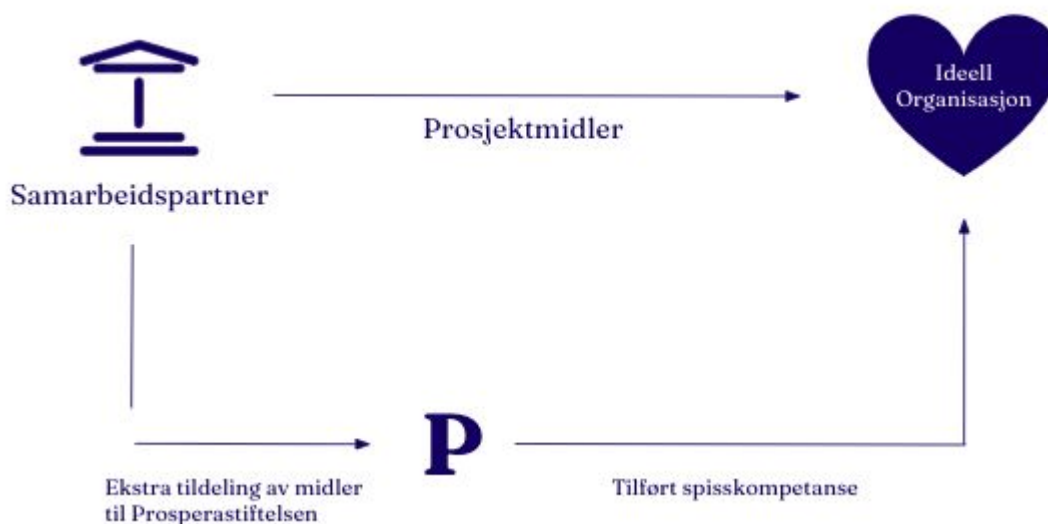 Ideell
Organisasjon
Prosjektmidler
Samarbeidspartner
P
Ekstra tildeling av midler
til Prosperastiftelsen
Tilført spisskompetanse